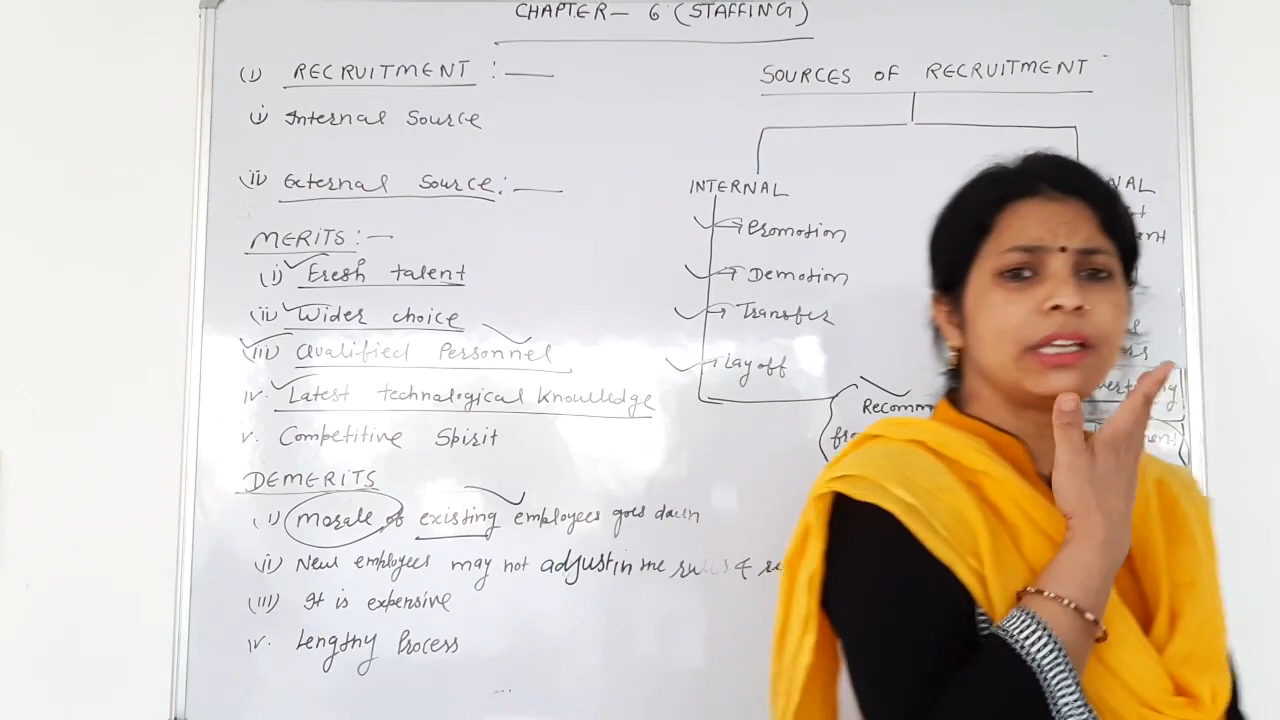 CHAPTER- 6 (STAFFING)
(1) RECRUITMENT :—
i) Internal Source
ii) External Source:—
MERITS :—
(i) Fresh talent
(ii) Wider choice
(iii) Qualified Personnel
iv. Latest technological knowledge
v. Competitive Spirit
DEMERITS
(i) morale of existing employees goes down
(ii) New employees may not adjust in the rules &
(iii) It is expensive
iv. Lengthy Process
SOURCES OF RECRUITMENT
INTERNAL
Promotion
Demotion
Transfer
Lay off